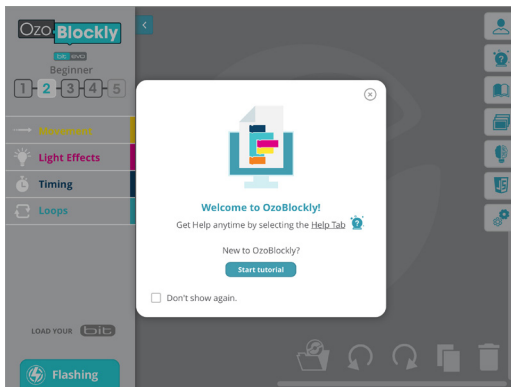 Ozo Blockly
bit evo
Beginner
1 2 3 4 5
Movement
Light Effects
Timing
Loops
LOAD YOUR bit
Flashing
Welcome to OzoBlockly!
Get Help anytime by selecting the Help Tab ?
New to OzoBlockly?
Start tutorial
Don't show again.
?
JS